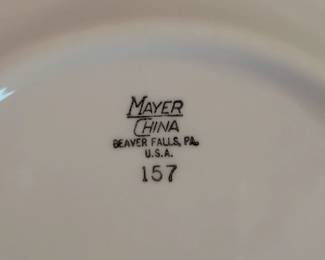 MAYER
CHINA
BEAVER FALLS, PA.
U.S.A.
157